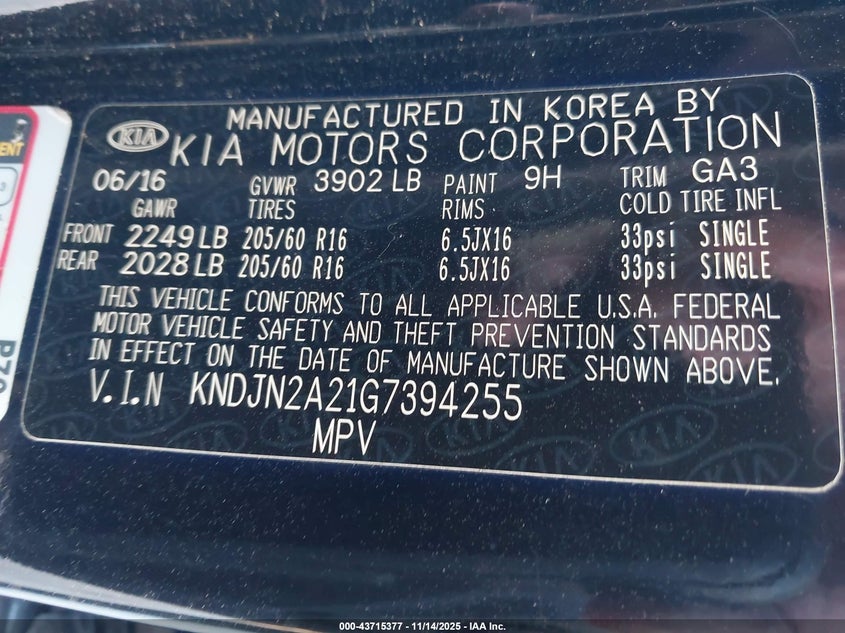 MANUFACTURED IN KOREA BY
KIA KIA MOTORS CORPORATION
06/16 GVWR 3902 LB PAINT 9H TRIM GA3
GAWR TIRES RIMS COLD TIRE INFL
FRONT 2249 LB 205/60 R16 6.5JX16 33psi SINGLE
REAR 2028 LB 205/60 R16 6.5JX16 33psi SINGLE
THIS VEHICLE CONFORMS TO ALL APPLICABLE U.S.A. FEDERAL
MOTOR VEHICLE SAFETY AND THEFT PREVENTION STANDARDS
IN EFFECT ON THE DATE OF MANUFACTURE SHOWN ABOVE.
V.I.N KNDJN2A21G7394255
MPV
000-43715377 - 11/14/2025 - IAA Inc.